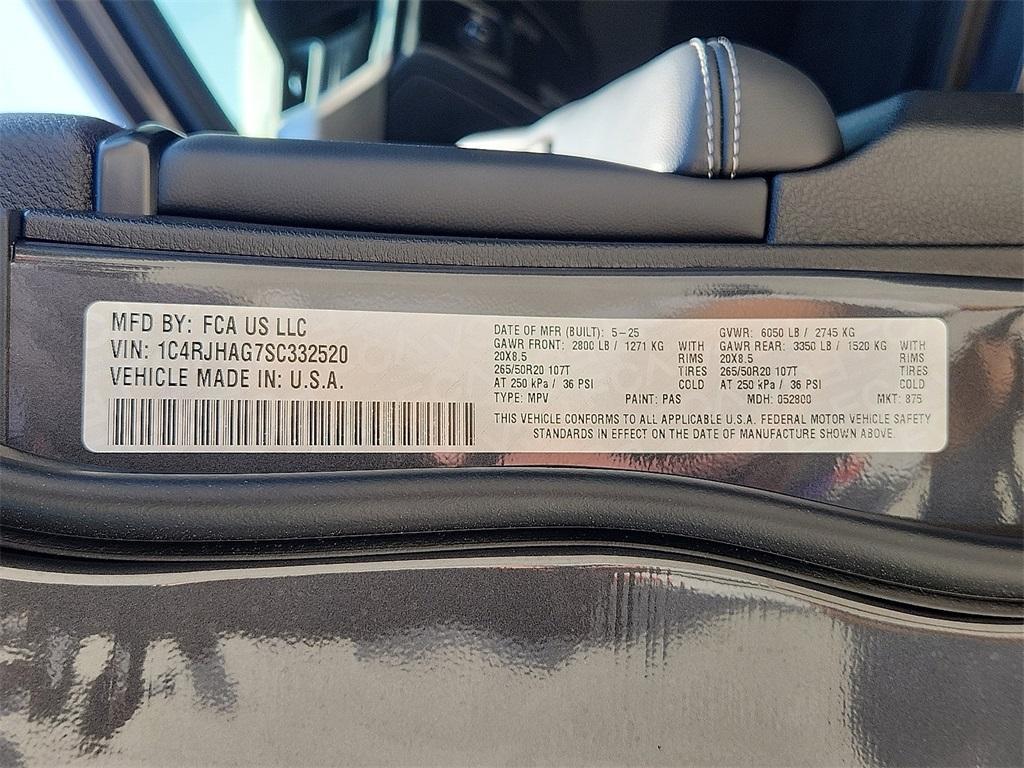 MFD BY: FCA US LLC
VIN: 1C4RJHAG7SC332520
VEHICLE MADE IN: U.S.A.
DATE OF MFR (BUILT): 5-25 GVWR: 6050 LB / 2745 KG
GAWR FRONT: 2800 LB / 1271 KG WITH GAWR REAR: 3350 LB / 1520 KG WITH
20X8.5 RIMS 20X8.5 RIMS
265/50R20 107T TIRES 265/50R20 107T TIRES
AT 250 kPa / 36 PSI COLD AT 250 kPa / 36 PSI COLD
TYPE: MPV PAINT: PAS MDH: 052800 MKT: 875
THIS VEHICLE CONFORMS TO ALL APPLICABLE U.S.A. FEDERAL MOTOR VEHICLE SAFETY
STANDARDS IN EFFECT ON THE DATE OF MANUFACTURE SHOWN ABOVE.